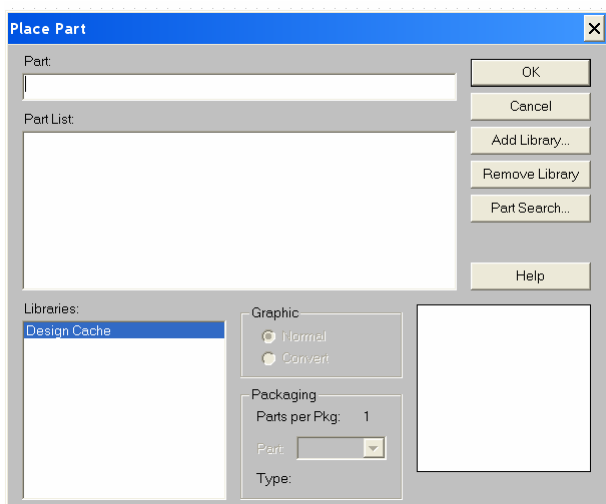 Place Part
Part:
OK
Cancel
Part List:
Add Library...
Remove Library
Part Search...
Help
Libraries:
Design Cache
Graphic
Normal
Convert
Packaging
Parts per Pkg: 1
Part:
Type: